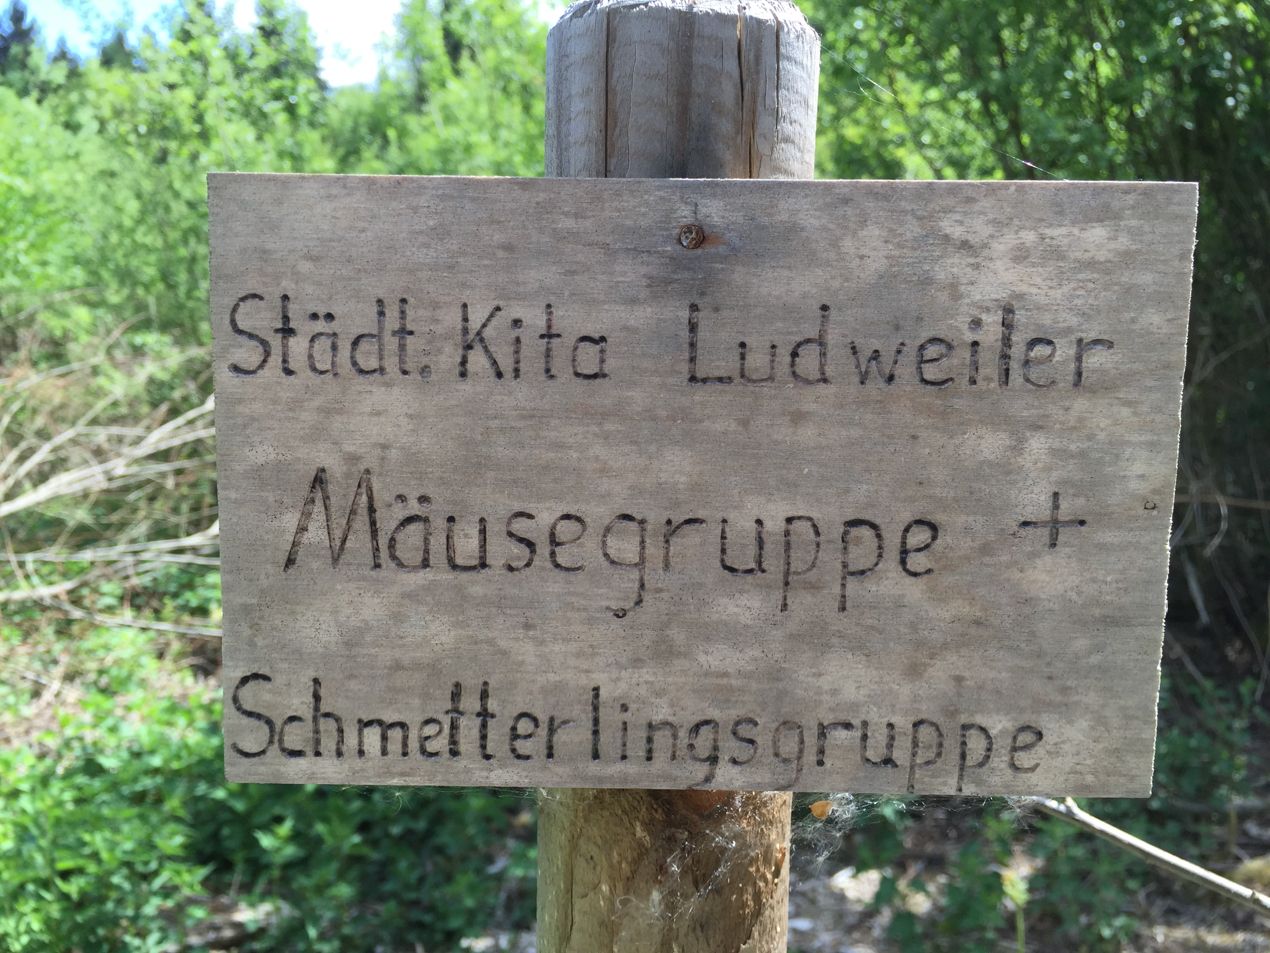 Städt. Kita Ludweiler
Mäusegruppe +
Schmetterlingsgruppe